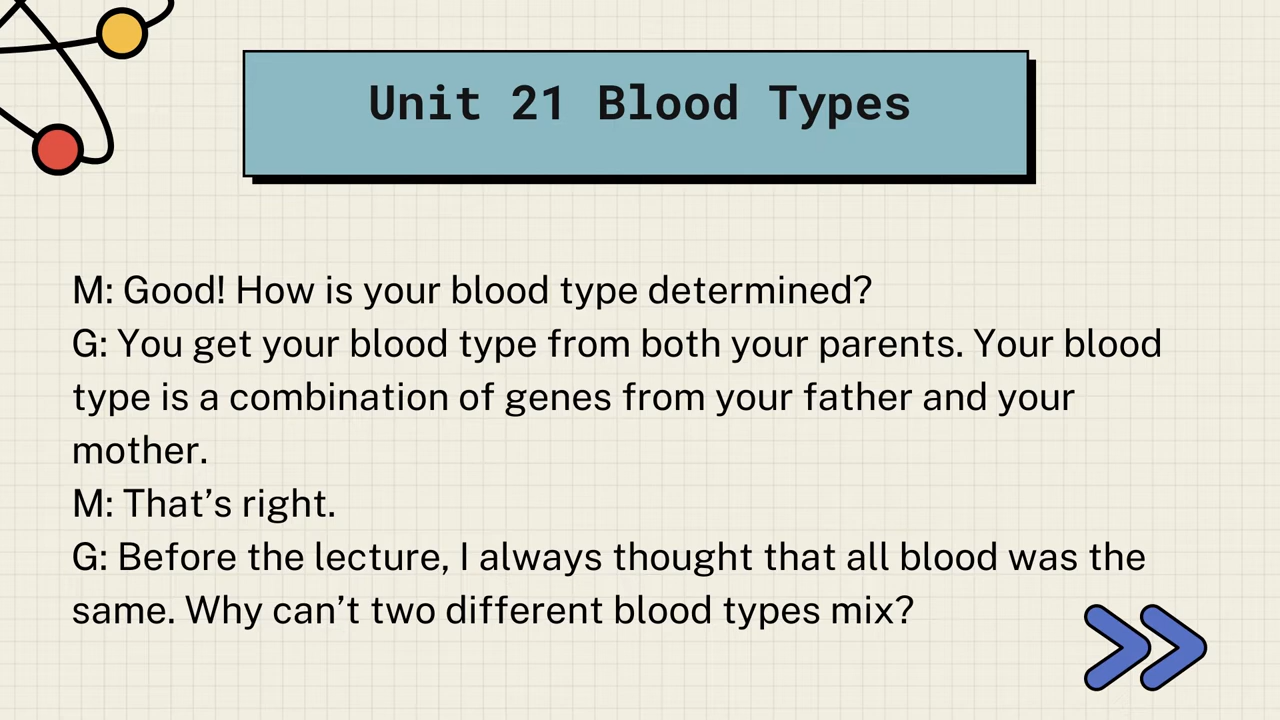 Unit 21 Blood Types
M: Good! How is your blood type determined?
G: You get your blood type from both your parents. Your blood
type is a combination of genes from your father and your
mother.
M: That’s right.
G: Before the lecture, I always thought that all blood was the
same. Why can’t two different blood types mix?